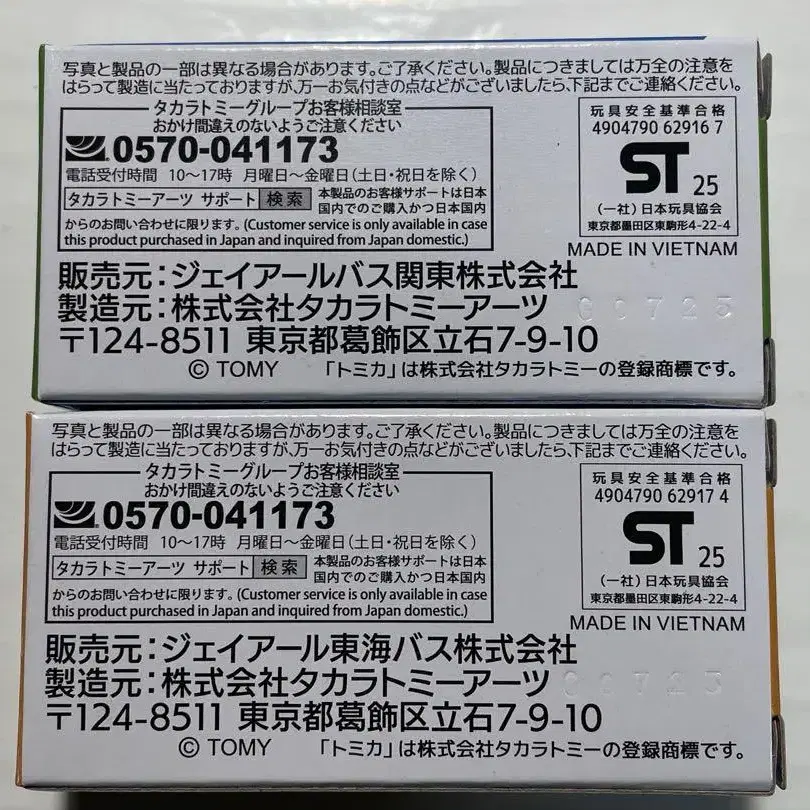 写真と製品の一部は異なる場合があります。ご了承ください。製品につきましては万全の注意を
はらって製造に当たっておりますが、万一お気付きの点などがございましたら、下記までご連絡ください。
タカラトミーグループお客様相談室
おかけ間違えのないようご注意ください
0570-041173
電話受付時間 10〜17時 月曜日〜金曜日(土日・祝日を除く)
タカラトミーアーツ サポート 検索
本製品のお客様サポートは日本
国内でのご購入かつ日本国内
からのお問い合わせに限ります。(Customer service is only available in case
this product purchased in Japan and inquired from Japan domestic.)
玩具安全基準合格
4904790 62916 7
ST 25
(一社)日本玩具協会
東京都墨田区東駒形4-22-4
MADE IN VIETNAM
販売元:ジェイアールバス関東株式会社
製造元:株式会社タカラトミーアーツ
〒124-8511 東京都葛飾区立石7-9-10
© TOMY 「トミカ」は株式会社タカラトミーの登録商標です。
写真と製品の一部は異なる場合があります。ご了承ください。製品につきましては万全の注意を
はらって製造に当たっておりますが、万一お気付きの点などがございましたら、下記までご連絡ください。
タカラトミーグループお客様相談室
おかけ間違えのないようご注意ください
0570-041173
電話受付時間 10〜17時 月曜日〜金曜日(土日・祝日を除く)
タカラトミーアーツ サポート 検索
本製品のお客様サポートは日本
国内でのご購入かつ日本国内
からのお問い合わせに限ります。(Customer service is only available in case
this product purchased in Japan and inquired from Japan domestic.)
玩具安全基準合格
4904790 62917 4
ST 25
(一社)日本玩具協会
東京都墨田区東駒形4-22-4
MADE IN VIETNAM
販売元:ジェイアール東海バス株式会社
製造元:株式会社タカラトミーアーツ
〒124-8511 東京都葛飾区立石7-9-10
© TOMY 「トミカ」は株式会社タカラトミーの登録商標です。